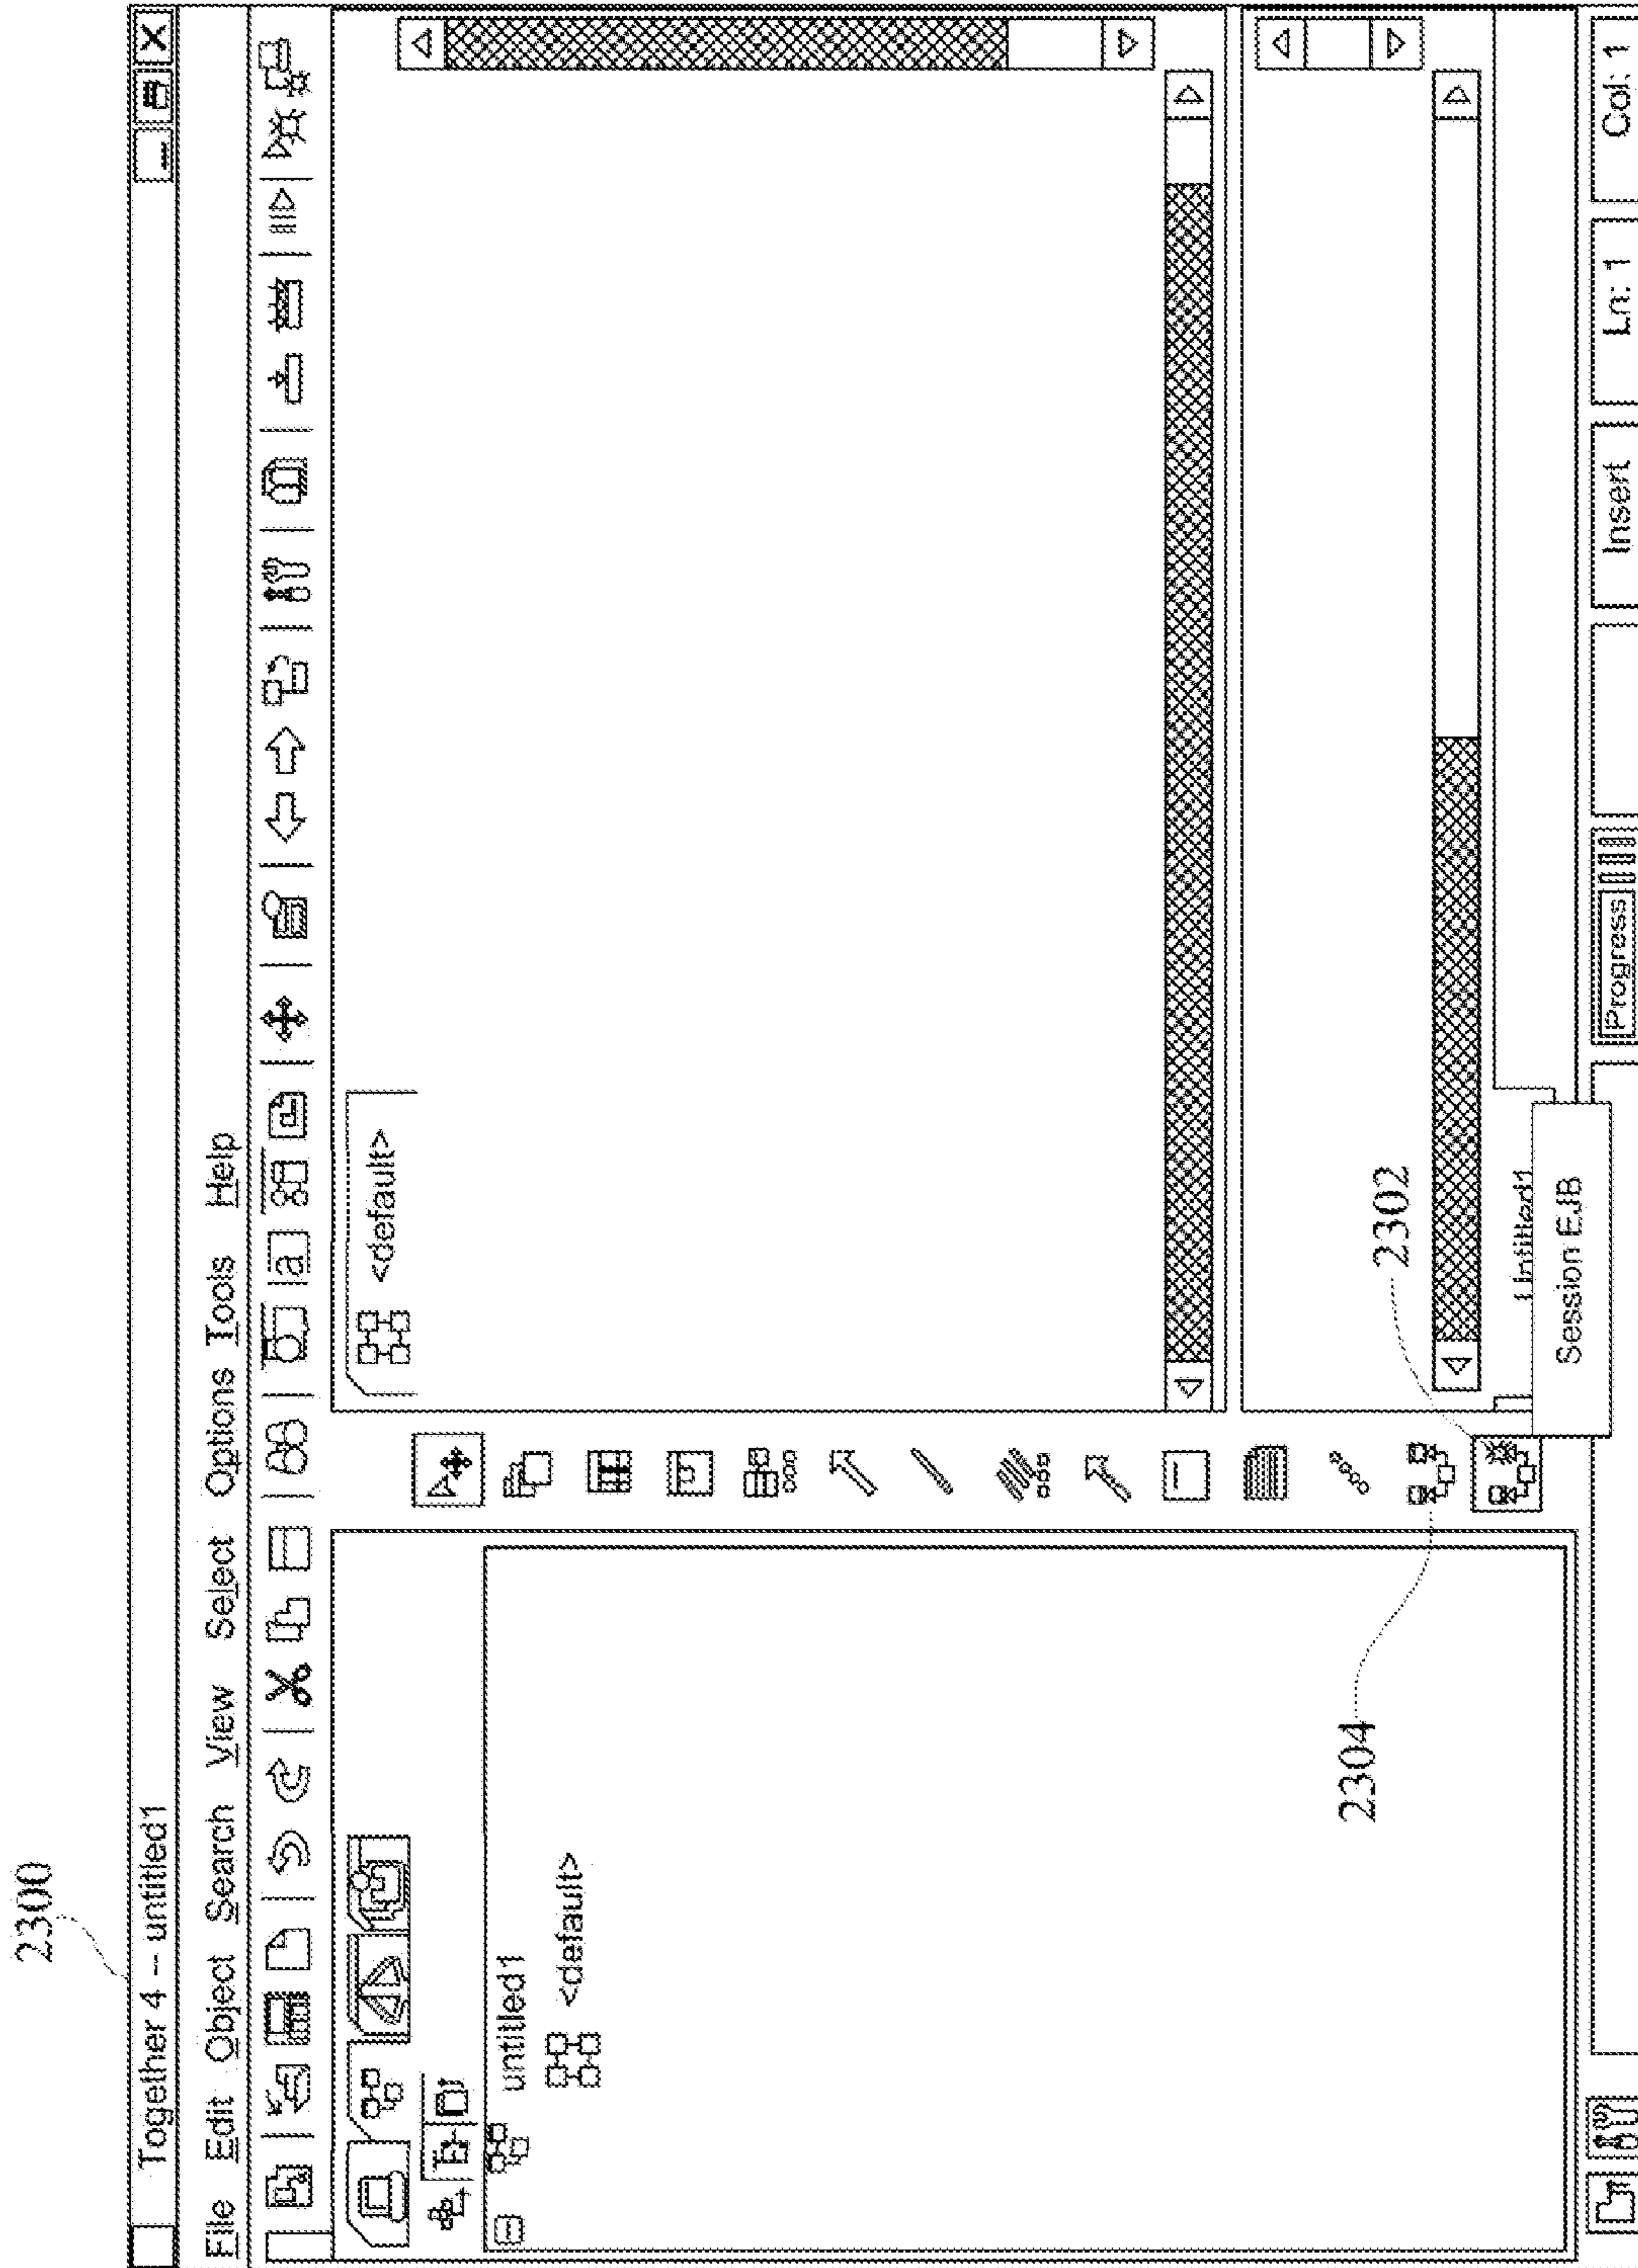 2300
Together 4 -- untitled1
File Edit Object Search View Select Options Tools Help
a
<default>
untitled1
<default>
2302
2304
Untitled1
Session EJB
Progress
Insert
Ln: 1
Col: 1